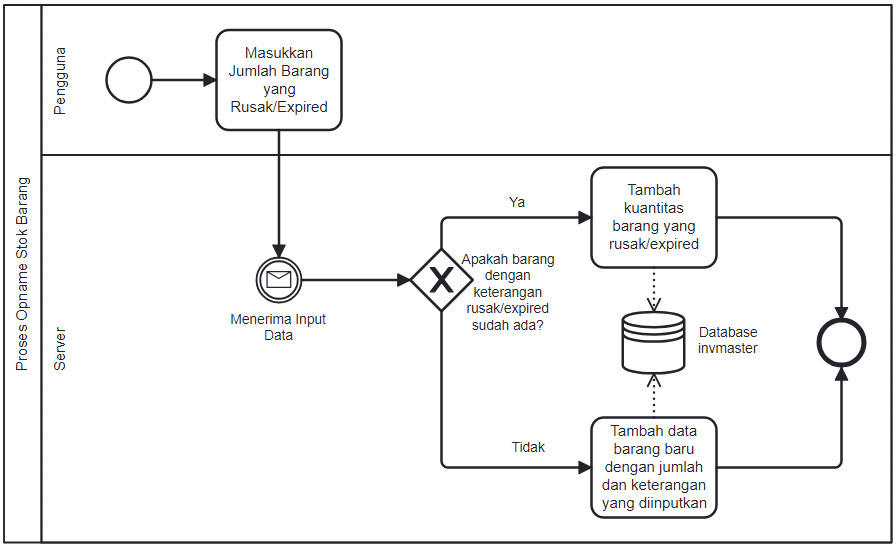 Proses Opname Stok Barang
Pengguna
Masukkan
Jumlah Barang
yang
Rusak/Expired
Server
Menerima Input
Data
Apakah barang
dengan
keterangan
rusak/expired
sudah ada?
Ya
Tambah
kuantitas
barang yang
rusak/expired
Database
invmaster
Tidak
Tambah data
barang baru
dengan jumlah
dan keterangan
yang diinputkan